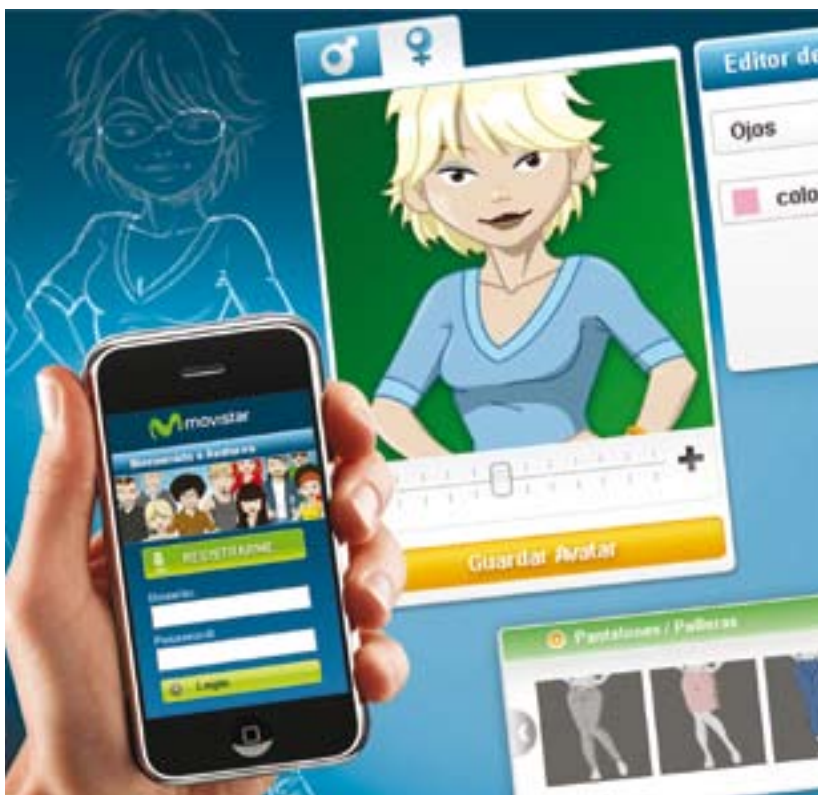 Editor de
Ojos
colo
Guardar Avatar
Pantalones / Polleras
movistar
Bienvenido a
REGISTRARME
Usuario:
Password:
Login